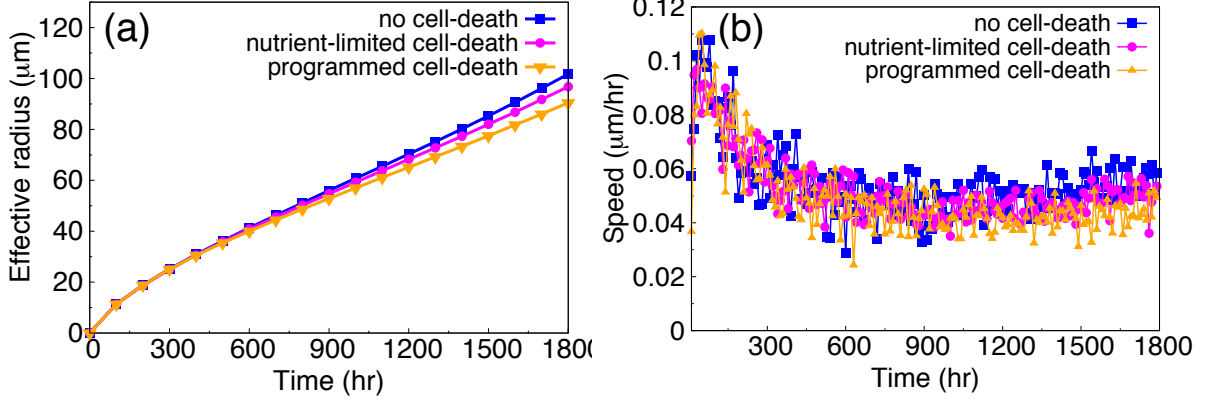 (a)
no cell-death
nutrient-limited cell-death
programmed cell-death
Effective radius (μm)
120
100
80
60
40
20
0
0 300 600 900 1200 1500 1800
Time (hr)
(b)
no cell-death
nutrient-limited cell-death
programmed cell-death
Speed (μm/hr)
0.12
0.1
0.08
0.06
0.04
0.02
0
300 600 900 1200 1500 1800
Time (hr)